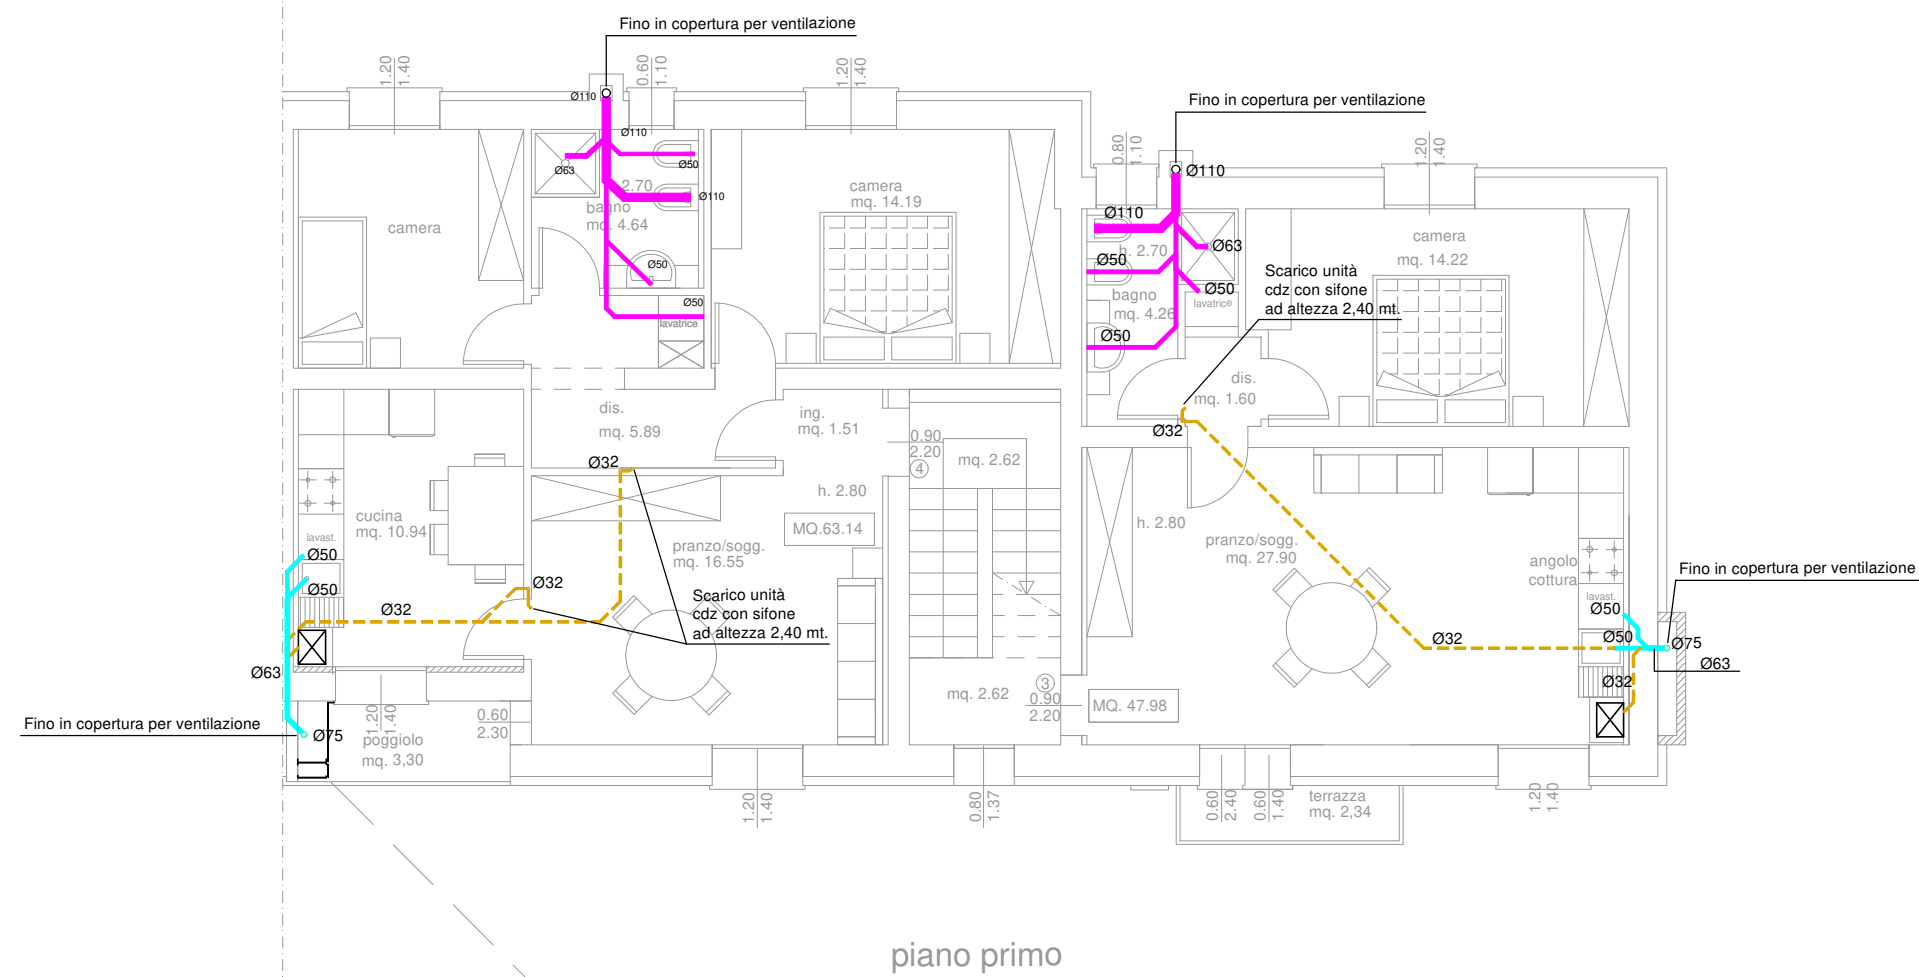 Fino in copertura per ventilazione
1.20
1.40
0.60
1.10
1.20
1.40
Ø110
Ø110
Ø50
Ø63
2.70
Ø110
bagno
mq. 4.64
Ø50
Ø50
lavatrice
camera
camera
mq. 14.19
Fino in copertura per ventilazione
0.80
1.10
1.20
1.40
Ø110
Ø110
Ø63
h. 2.70
Ø50
Ø50
bagno
mq. 4.26
lavatrice
Ø50
camera
mq. 14.22
Scarico unità
cdz con sifone
ad altezza 2,40 mt.
dis.
mq. 1.60
Ø32
dis.
mq. 5.89
ing.
mq. 1.51
0.90
2.20
4
mq. 2.62
Ø32
h. 2.80
MQ.63.14
cucina
mq. 10.94
lavast.
Ø50
Ø50
Ø32
Ø32
pranzo/sogg.
mq. 16.55
Scarico unità
cdz con sifone
ad altezza 2,40 mt.
h. 2.80
pranzo/sogg.
mq. 27.90
angolo
cottura
lavast.
Fino in copertura per ventilazione
Ø50
Ø50
Ø75
Ø63
Ø32
Ø32
Ø63
Fino in copertura per ventilazione
Ø75
1.20
1.40
poggiolo
mq. 3,30
0.60
2.30
mq. 2.62
3
0.90
2.20
MQ. 47.98
1.20
1.40
0.80
1.37
0.60
2.40
0.60
1.40
terrazza
mq. 2,34
1.20
1.40
piano primo